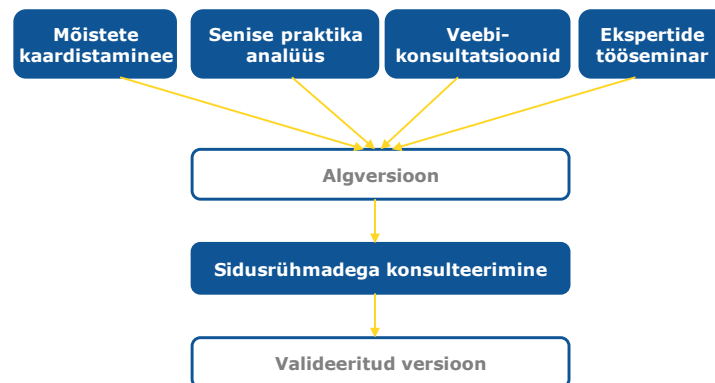 Mõistete
kaardistaminee
Senise praktika
analüüs
Veebi-
konsultatsioonid
Ekspertide
tööseminar
Algversioon
Sidusrühmadega konsulteerimine
Valideeritud versioon